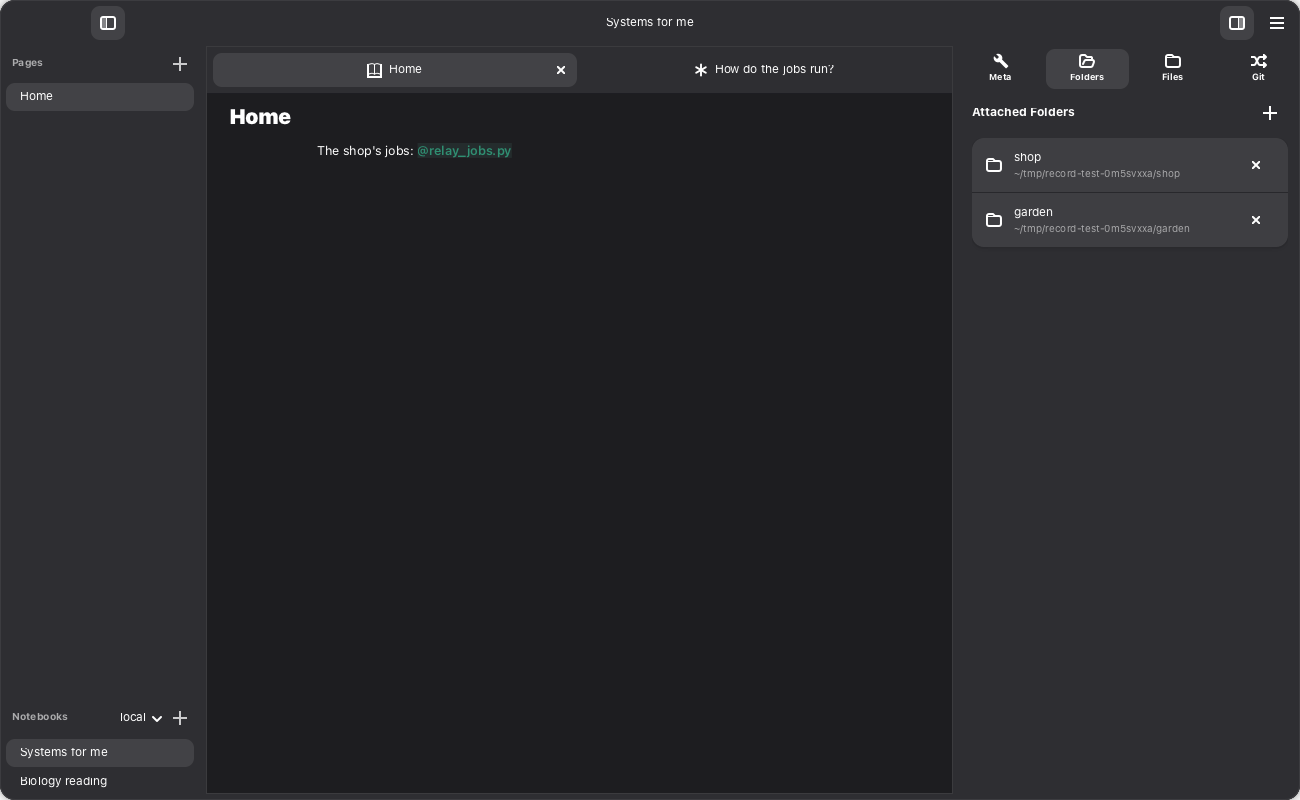 Systems for me
Pages
Home
Home
How do the jobs run?
Home
The shop's jobs: @relay_jobs.py
Meta
Folders
Files
Git
Attached Folders
shop
~/tmp/record-test-0m5svxxa/shop
garden
~/tmp/record-test-0m5svxxa/garden
Notebooks
local
Systems for me
Biology reading